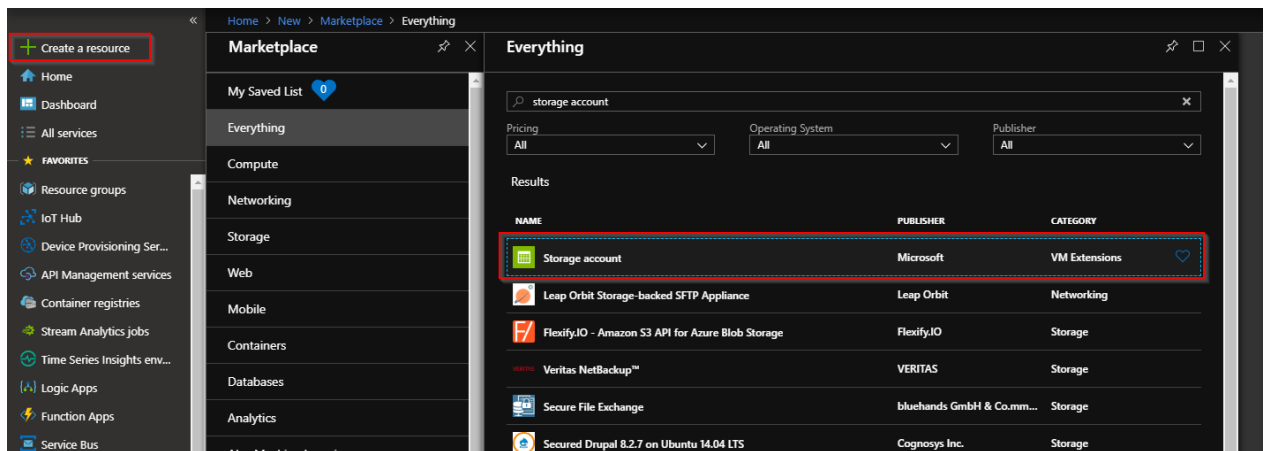 «
Create a resource
Home
Dashboard
All services
FAVORITES
Resource groups
IoT Hub
Device Provisioning Ser...
API Management services
Container registries
Stream Analytics jobs
Time Series Insights env...
Logic Apps
Function Apps
Service Bus
Home > New > Marketplace > Everything
Marketplace
My Saved List 0
Everything
Compute
Networking
Storage
Web
Mobile
Containers
Databases
Analytics
Everything
storage account
Pricing Operating System Publisher
All All All
Results
NAME PUBLISHER CATEGORY
Storage account Microsoft VM Extensions
Leap Orbit Storage-backed SFTP Appliance Leap Orbit Networking
Flexify.IO - Amazon S3 API for Azure Blob Storage Flexify.IO Storage
Veritas NetBackup™ VERITAS Storage
Secure File Exchange bluehands GmbH & Co.mm... Storage
Secured Drupal 8.2.7 on Ubuntu 14.04 LTS Cognosys Inc. Storage